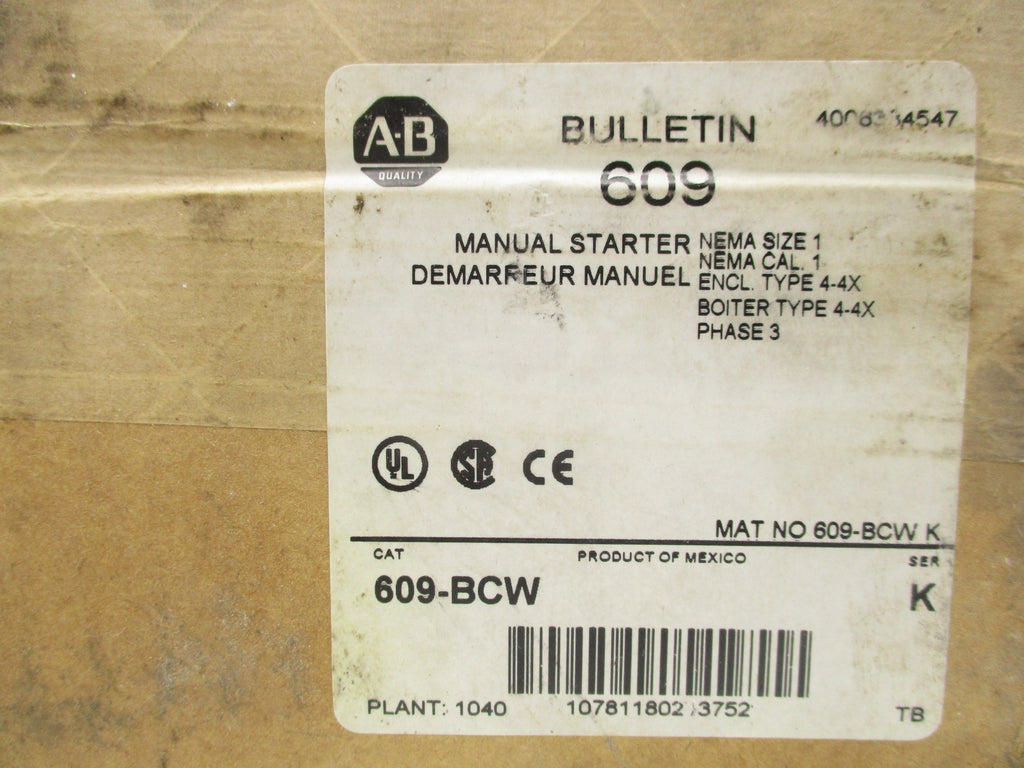 A-B
QUALITY
BULLETIN
609
MANUAL STARTER
DEMARREUR MANUEL
NEMA SIZE 1
NEMA CAL. 1
ENCL. TYPE 4-4X
BOITER TYPE 4-4X
PHASE 3
UL
SA
CE
MAT NO 609-BCW K
CAT
PRODUCT OF MEXICO
SER
609-BCW
K
PLANT: 1040
TB